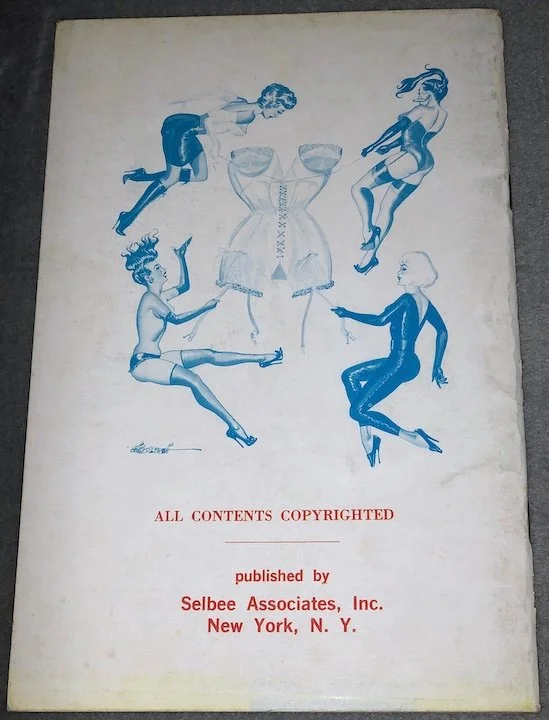 ALL CONTENTS COPYRIGHTED
published by
Selbee Associates, Inc.
New York, N. Y.